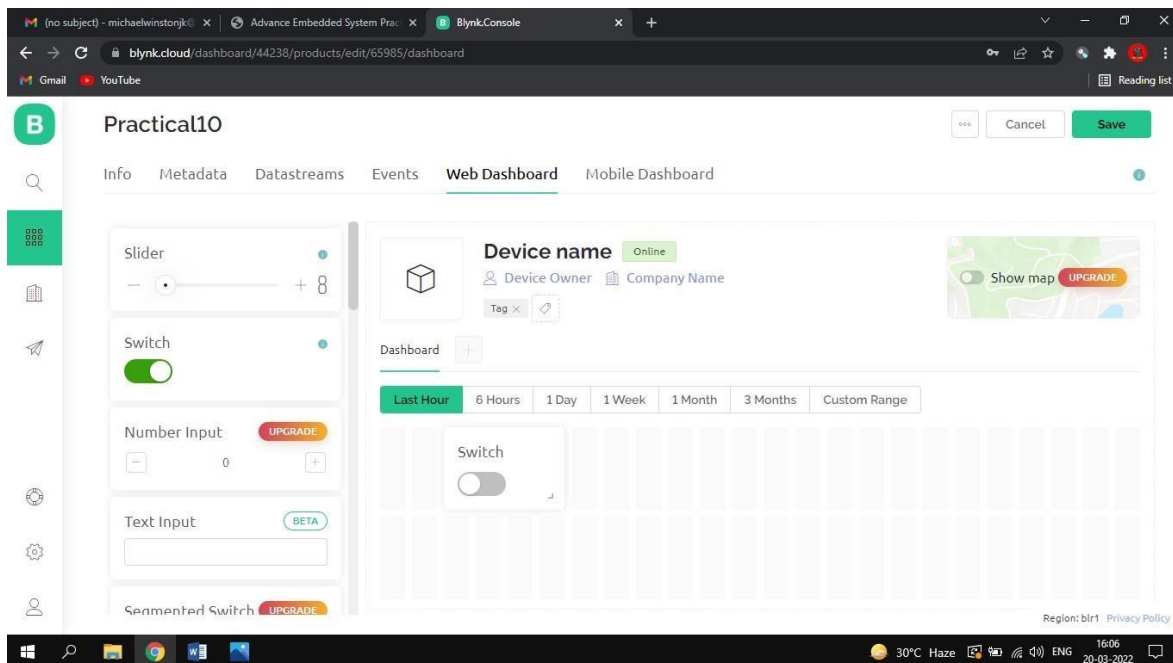 (no subject) - michaelwinstonjk@ Advance Embedded System Prac Blynk.Console
blynk.cloud/dashboard/44238/products/edit/65985/dashboard
Gmail YouTube Reading list
B Practical10 Cancel Save
Info Metadata Datastreams Events Web Dashboard Mobile Dashboard
Slider
8
Switch
Number Input UPGRADE
0
Text Input BETA
Segmented Switch UPGRADE
Device name Online
Device Owner Company Name
Tag
Show map UPGRADE
Dashboard
Last Hour 6 Hours 1 Day 1 Week 1 Month 3 Months Custom Range
Switch
Region: blr1 Privacy Policy
30°C Haze ENG 16:06
20-03-2022